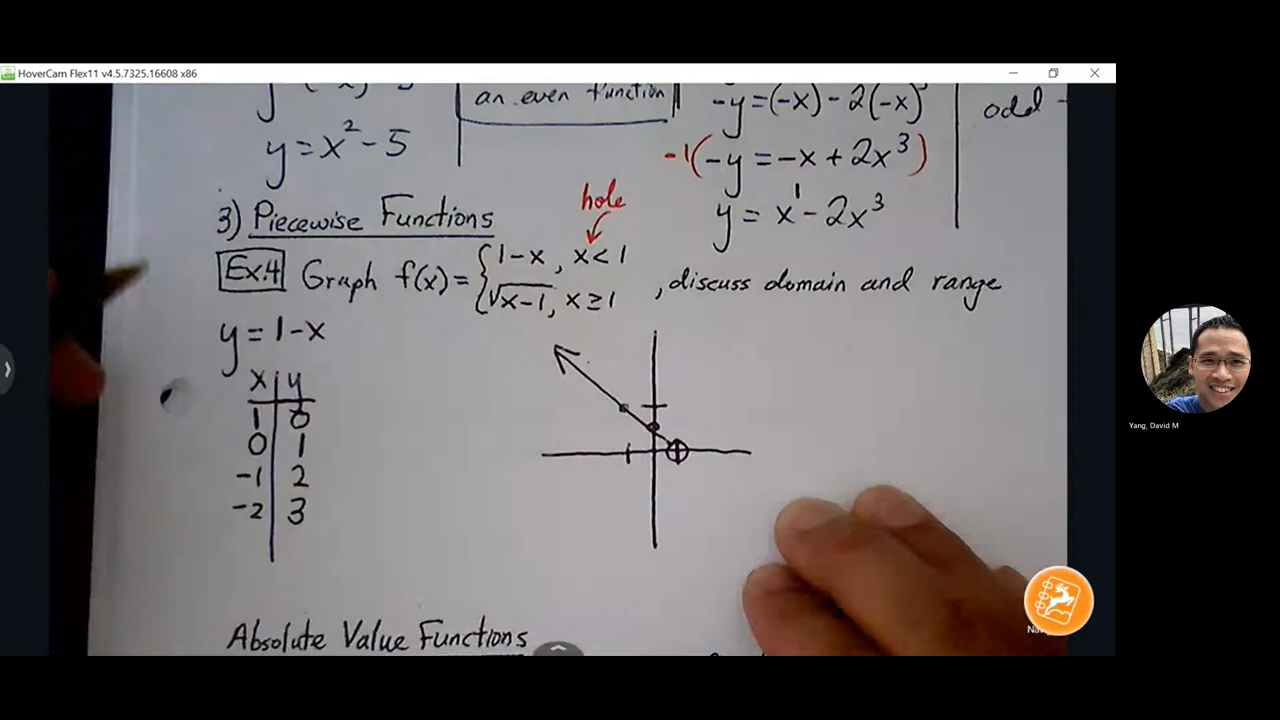 HoverCam Flex11 v4.5.7325.16608 x86
an even function
-y=(-x)-2(-x)³
odd
y=x²-5
-1(-y=-x+2x³)
hole
y=x¹-2x³
3) Piecewise Functions
Ex.4 Graph f(x)={1-x, x<1
√x-1, x≥1
, discuss domain and range
y=1-x
x y
1 0
0 1
-1 2
-2 3
Yang, David M
Absolute Value Functions